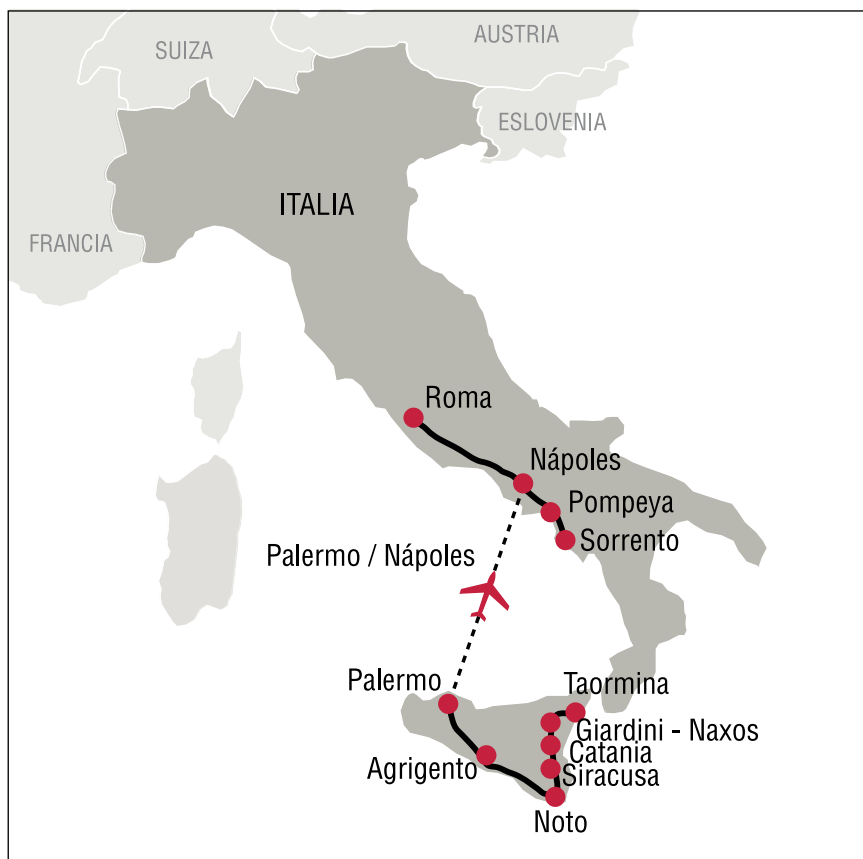 AUSTRIA
SUIZA
ESLOVENIA
ITALIA
FRANCIA
Roma
Nápoles
Pompeya
Sorrento
Palermo / Nápoles
Palermo
Taormina
Giardini - Naxos
Catania
Agrigento
Siracusa
Noto